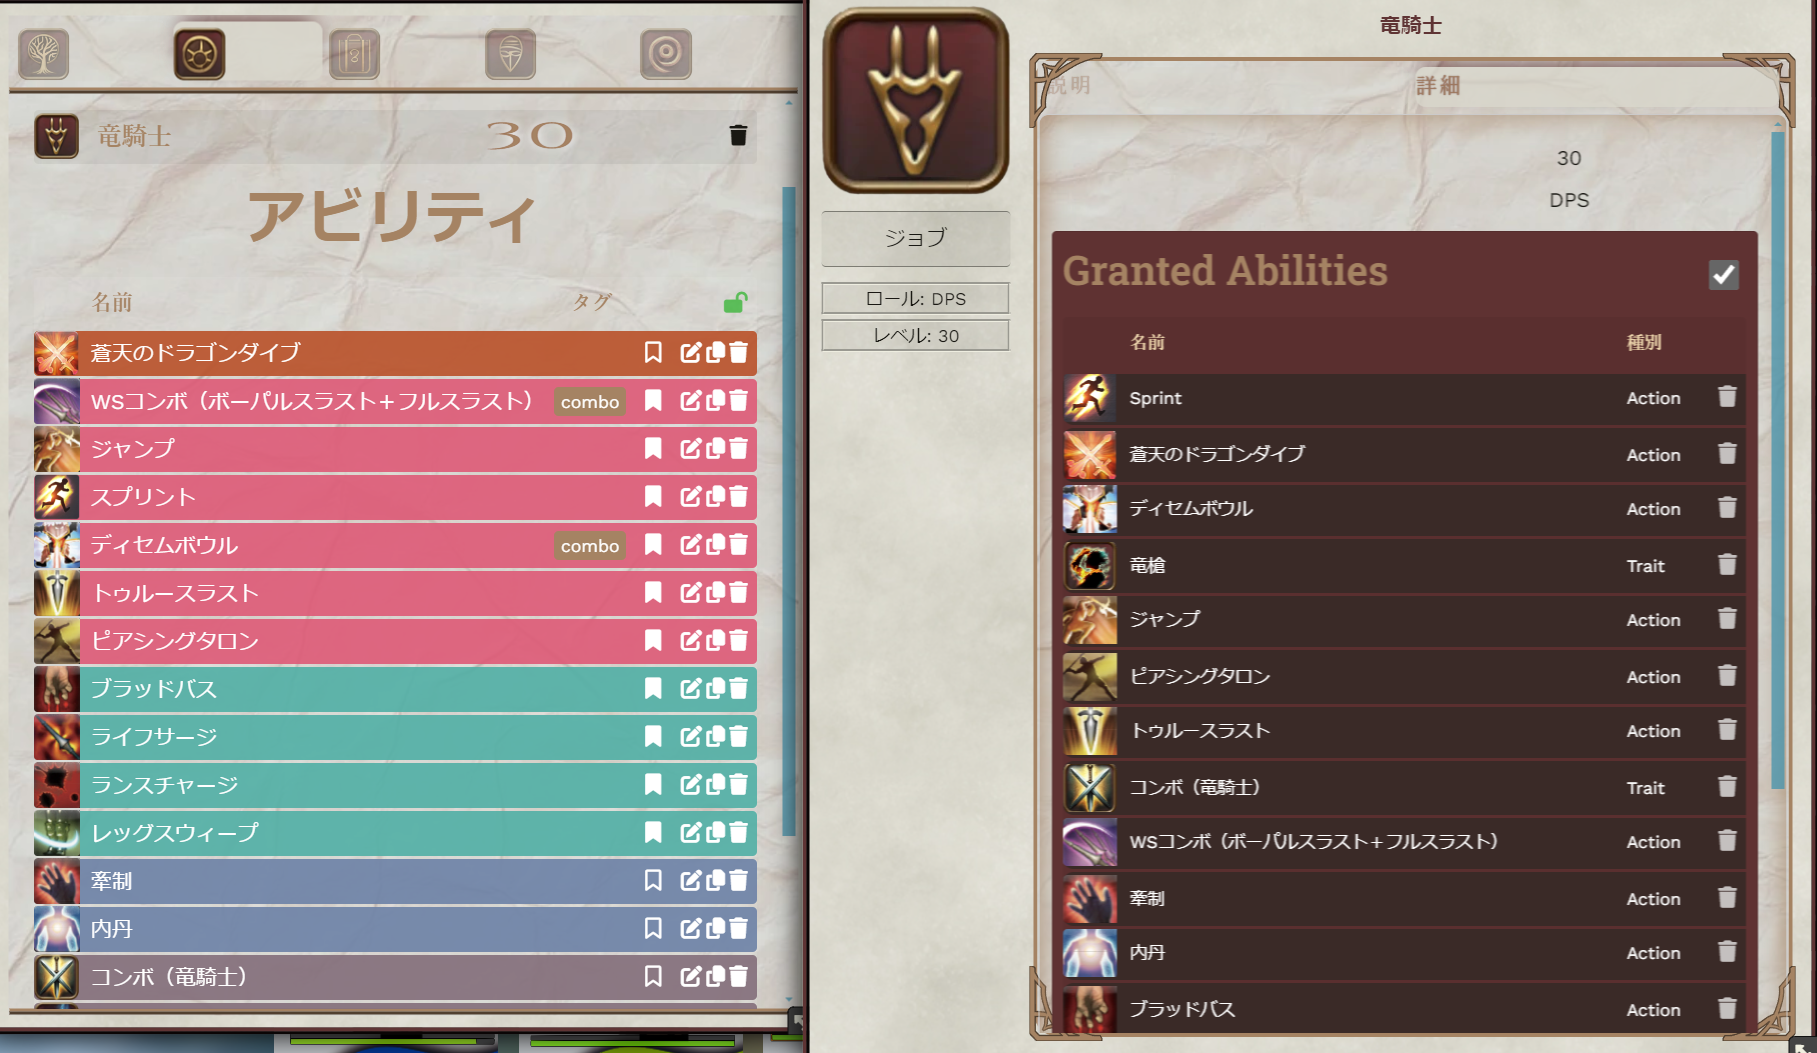 竜騎士 30
アビリティ
名前 タグ
蒼天のドラゴンダイブ
WSコンボ（ボーパルスラスト＋フルスラスト） combo
ジャンプ
スプリント
ディセムボウル combo
トゥルースラスト
ピアシングタロン
ブラッドバス
ライフサージ
ランスチャージ
レッグスウィープ
牽制
内丹
コンボ（竜騎士）
竜騎士
ジョブ
ロール: DPS
レベル: 30
説明 詳細
30
DPS
Granted Abilities
名前 種別
Sprint Action
蒼天のドラゴンダイブ Action
ディセムボウル Action
竜槍 Trait
ジャンプ Action
ピアシングタロン Action
トゥルースラスト Action
コンボ（竜騎士） Trait
WSコンボ（ボーパルスラスト＋フルスラスト） Action
牽制 Action
内丹 Action
ブラッドバス Action